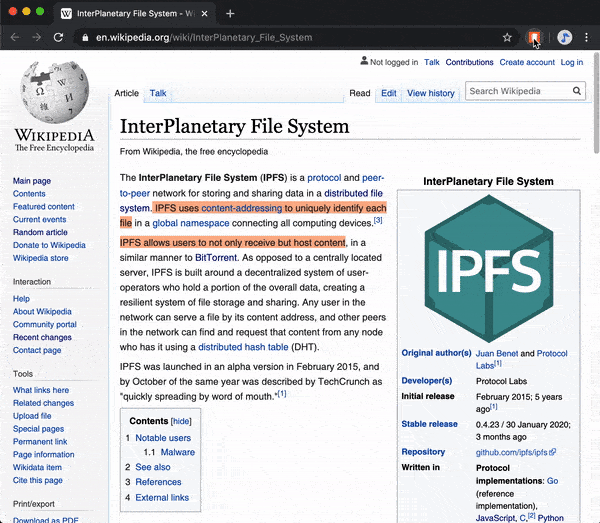 InterPlanetary File System - Wi
en.wikipedia.org/wiki/InterPlanetary_File_System
Not logged in Talk Contributions Create account Log in
Article Talk Read Edit View history Search Wikipedia
WIKIPEDIA
The Free Encyclopedia
Main page
Contents
Featured content
Current events
Random article
Donate to Wikipedia
Wikipedia store
Interaction
Help
About Wikipedia
Community portal
Recent changes
Contact page
Tools
What links here
Related changes
Upload file
Special pages
Permanent link
Page information
Wikidata item
Cite this page
Print/export
Download as PDF
InterPlanetary File System
From Wikipedia, the free encyclopedia
The InterPlanetary File System (IPFS) is a protocol and peer-
to-peer network for storing and sharing data in a distributed file
system. IPFS uses content-addressing to uniquely identify each
file in a global namespace connecting all computing devices.[3]
IPFS allows users to not only receive but host content, in a
similar manner to BitTorrent. As opposed to a centrally located
server, IPFS is built around a decentralized system of user-
operators who hold a portion of the overall data, creating a
resilient system of file storage and sharing. Any user in the
network can serve a file by its content address, and other peers
in the network can find and request that content from any node
who has it using a distributed hash table (DHT).
IPFS was launched in an alpha version in February 2015, and
by October of the same year was described by TechCrunch as
"quickly spreading by word of mouth."[1]
Contents [hide]
1 Notable users
1.1 Malware
2 See also
3 References
4 External links
InterPlanetary File System
IPFS
Original author(s) Juan Benet and Protocol
Labs[1]
Developer(s) Protocol Labs
Initial release February 2015; 5 years
ago[1]
Stable release 0.4.23 / 30 January 2020;
3 months ago
Repository github.com/ipfs/ipfs
Written in Protocol
implementations: Go
(reference
implementation),
JavaScript, C,[2] Python